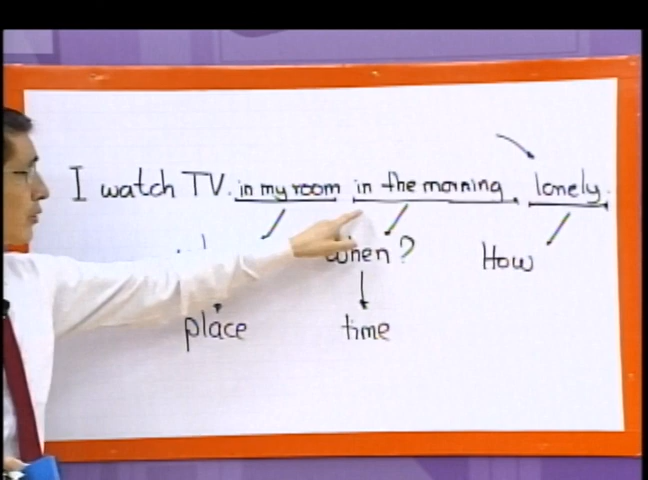 I watch TV. in my room in the morning. lonely.
when? How
place time